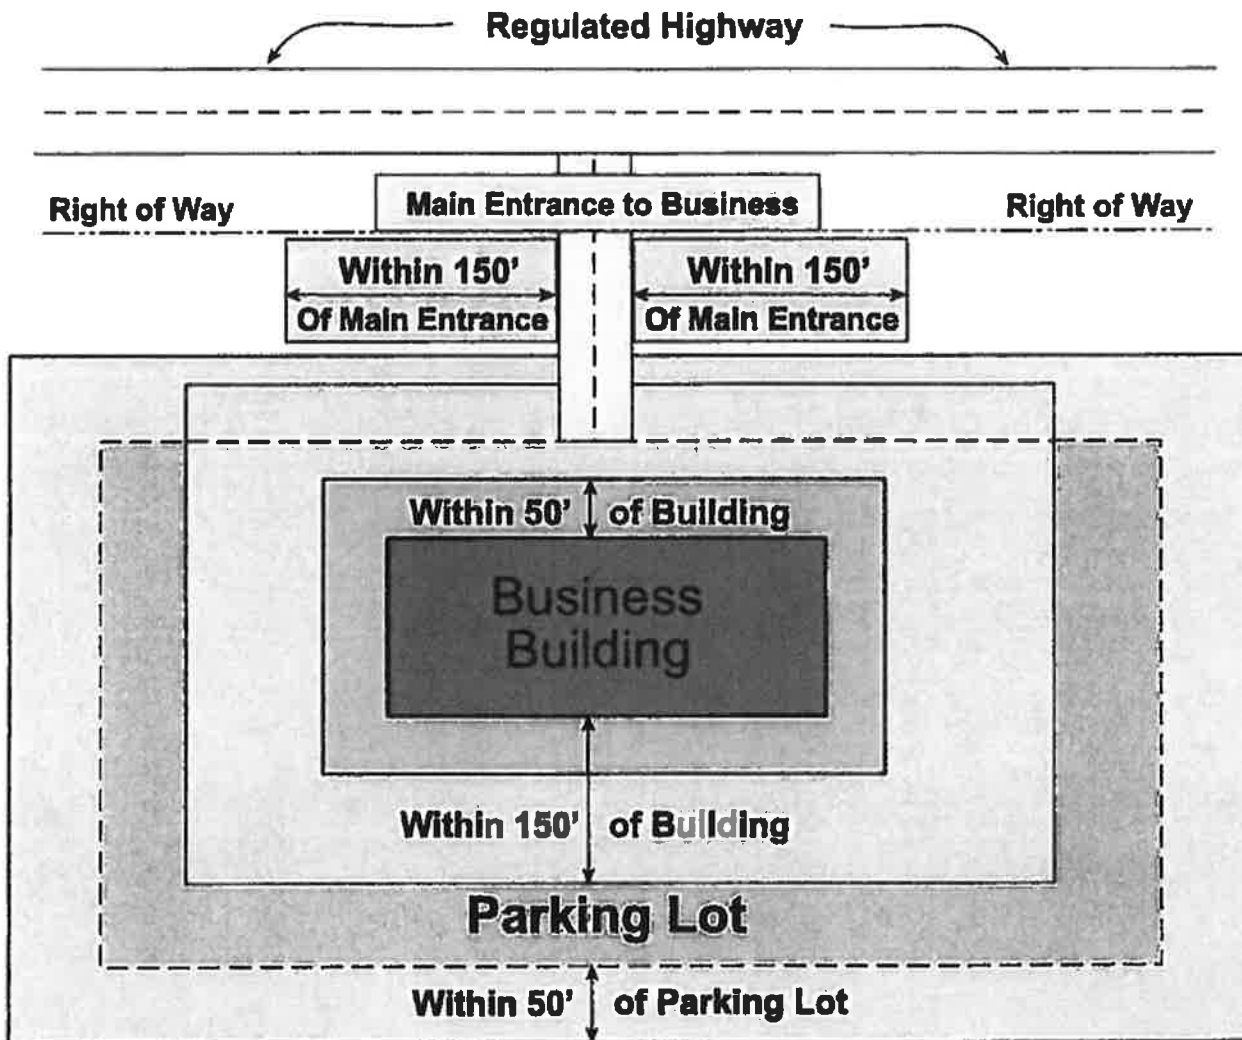 Regulated Highway
Right of Way
Main Entrance to Business
Right of Way
Within 150'
Of Main Entrance
Within 150'
Of Main Entrance
Within 50' of Building
Business
Building
Within 150' of Building
Parking Lot
Within 50' of Parking Lot